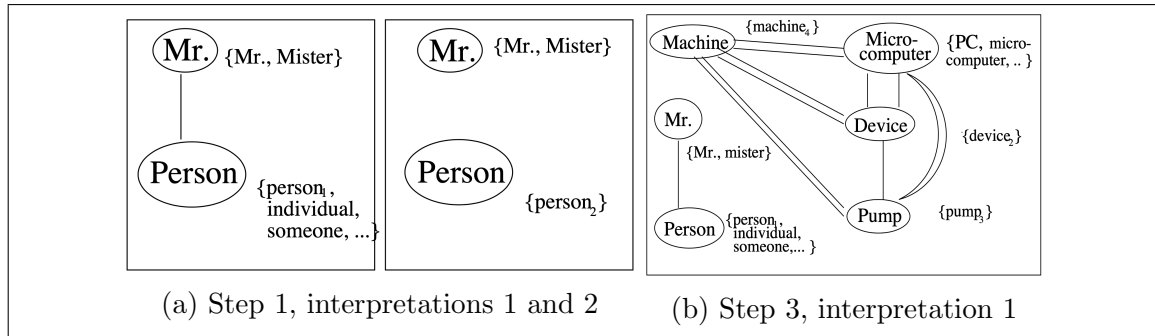 Mr.
{Mr., Mister}
Person
{person₁,
individual,
someone, ...}
Mr.
{Mr., Mister}
Person
{person₂}
{machine₄}
Machine
Micro-
computer
{PC, micro-
computer, .. }
Mr.
Device
{device₂}
{Mr., mister}
Person
{person₁,
individual,
someone,... }
Pump
{pump₃}
(a) Step 1, interpretations 1 and 2
(b) Step 3, interpretation 1